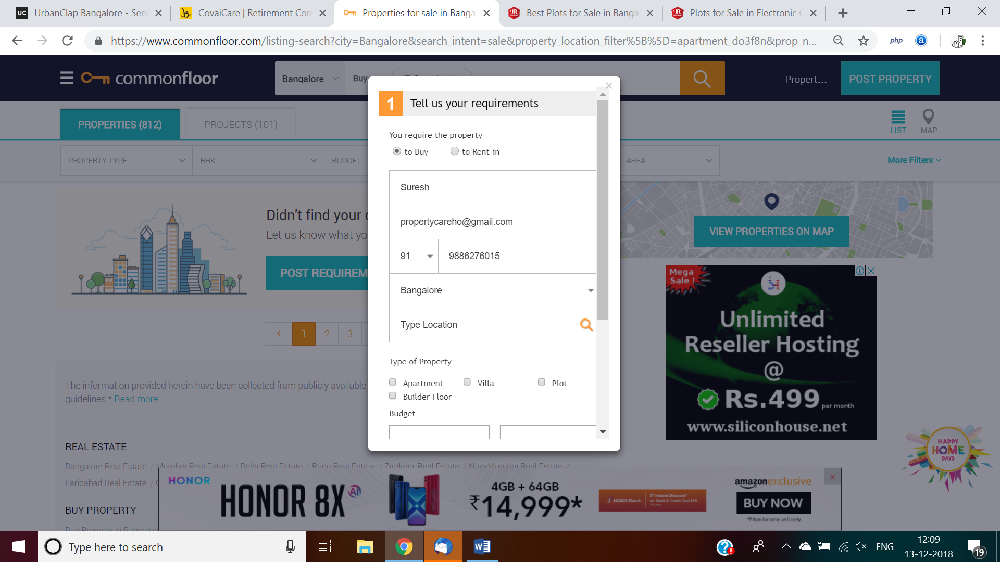 UC UrbanClap Bangalore - Serv
CovaiCare | Retirement Com
Properties for sale in Banga
Best Plots for Sale in Banga
Plots for Sale in Electronic C
https://www.commonfloor.com/listing-search?city=Bangalore&search_intent=sale&property_location_filter%5B%5D=apartment_do3f8n&prop_n...
php
a
commonfloor
Bangalore
Buy
Propert...
POST PROPERTY
PROPERTIES (812)
PROJECTS (101)
LIST
MAP
PROPERTY TYPE
BHK
BUDGET
T AREA
More Filters
1 Tell us your requirements
You require the property
to Buy
to Rent-in
Suresh
propertycareho@gmail.com
91
9886276015
Bangalore
Type Location
Type of Property
Apartment
Villa
Plot
Builder Floor
Budget
Didn't find your
Let us know what yo
POST REQUIREM
VIEW PROPERTIES ON MAP
< 1 2 3
The information provided herein have been collected from publicly available
guidelines.* Read more..
Mega
Sale !
Unlimited
Reseller Hosting
@
Rs.499 per month
www.siliconhouse.net
HAPPY
HOME
DAYS
REAL ESTATE
Bangalore Real Estate / Mumbai Real Estate / Delhi Real Estate / Pune Real Estate / Zirakpur Real Estate / Navi-Mumbai Real Estate /
Faridabad Real Estate /
BUY PROPERTY
Buy Property in Bangalore
HONOR
HONOR 8X AI
4GB + 64GB
₹14,999*
ICICI Bank
5% Instant Discount*
on Debit & Credit Card EMI
amazonexclusive
BUY NOW
*Price for one unit only.
Type here to search
ENG
12:09
13-12-2018
19